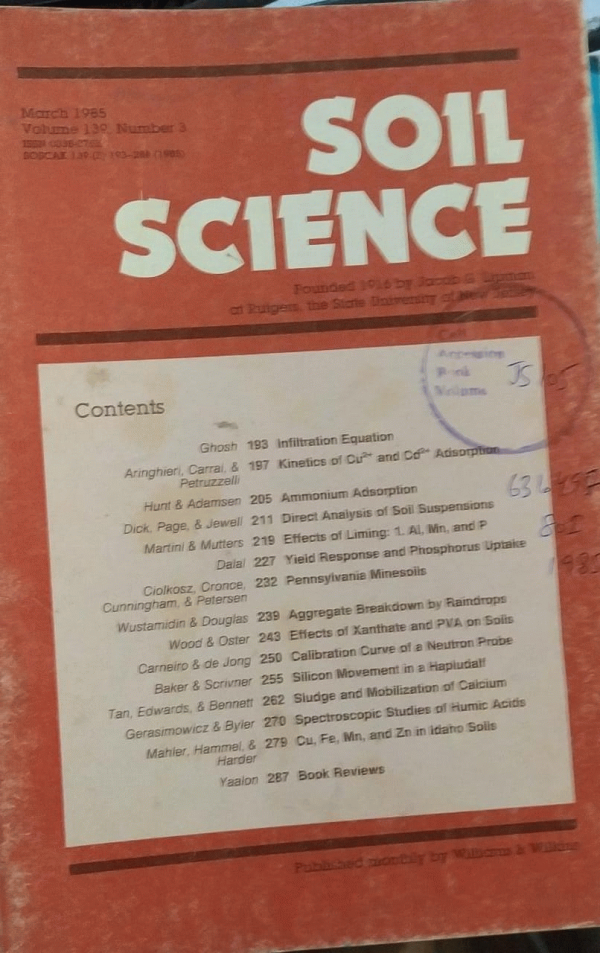 March 1985
Volume 139, Number 3
SOIL
SCIENCE
Founded 1916 by Jacob G. Lipman
at Rutgers, the State University of New Jersey
Call
Accession
Book
Volume
Contents
Ghosh 193 Infiltration Equation
Aringhieri, Carrai, & 197 Kinetics of Cu²⁺ and Cd²⁺ Adsorption
Petruzzelli
Hunt & Adamsen 205 Ammonium Adsorption
Dick, Page, & Jewell 211 Direct Analysis of Soil Suspensions
Martini & Mutters 219 Effects of Liming: 1. Al, Mn, and P
Dalal 227 Yield Response and Phosphorus Uptake
Ciolkosz, Cronce, 232 Pennsylvania Minesoils
Cunningham, & Petersen
Wustamidin & Douglas 239 Aggregate Breakdown by Raindrops
Wood & Oster 243 Effects of Xanthate and PVA on Soils
Carneiro & de Jong 250 Calibration Curve of a Neutron Probe
Baker & Scrivner 255 Silicon Movement in a Hapludalf
Tan, Edwards, & Bennett 262 Sludge and Mobilization of Calcium
Gerasimowicz & Byler 270 Spectroscopic Studies of Humic Acids
Mahler, Hammel, & 279 Cu, Fe, Mn, and Zn in Idaho Soils
Harder
Yaalon 287 Book Reviews
1985
Published monthly by Williams & Wilkins